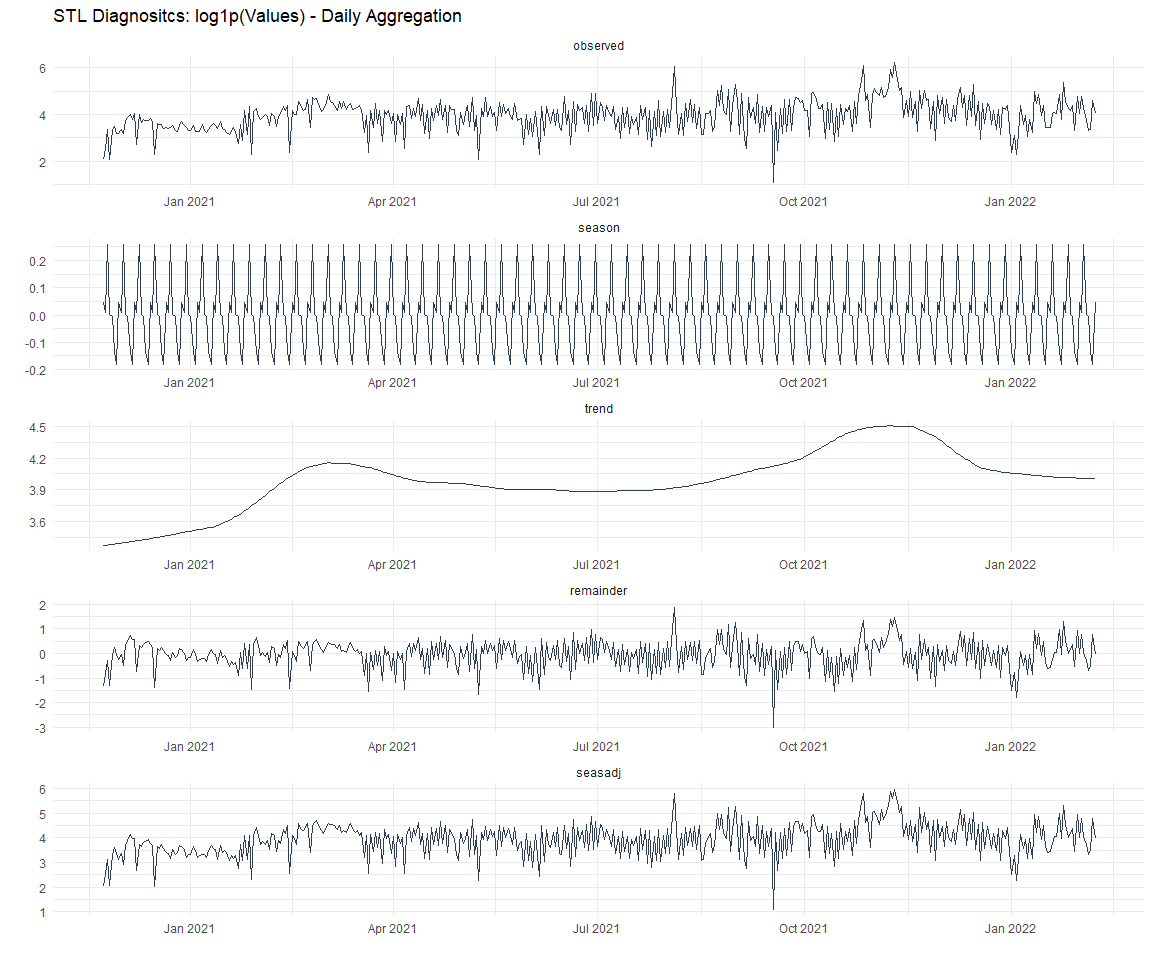 STL Diagnositcs: log1p(Values) - Daily Aggregation
observed
6
4
2
Jan 2021 Apr 2021 Jul 2021 Oct 2021 Jan 2022
season
0.2
0.1
0.0
-0.1
-0.2
Jan 2021 Apr 2021 Jul 2021 Oct 2021 Jan 2022
trend
4.5
4.2
3.9
3.6
Jan 2021 Apr 2021 Jul 2021 Oct 2021 Jan 2022
remainder
2
1
0
-1
-2
-3
Jan 2021 Apr 2021 Jul 2021 Oct 2021 Jan 2022
seasadj
6
5
4
3
2
1
Jan 2021 Apr 2021 Jul 2021 Oct 2021 Jan 2022